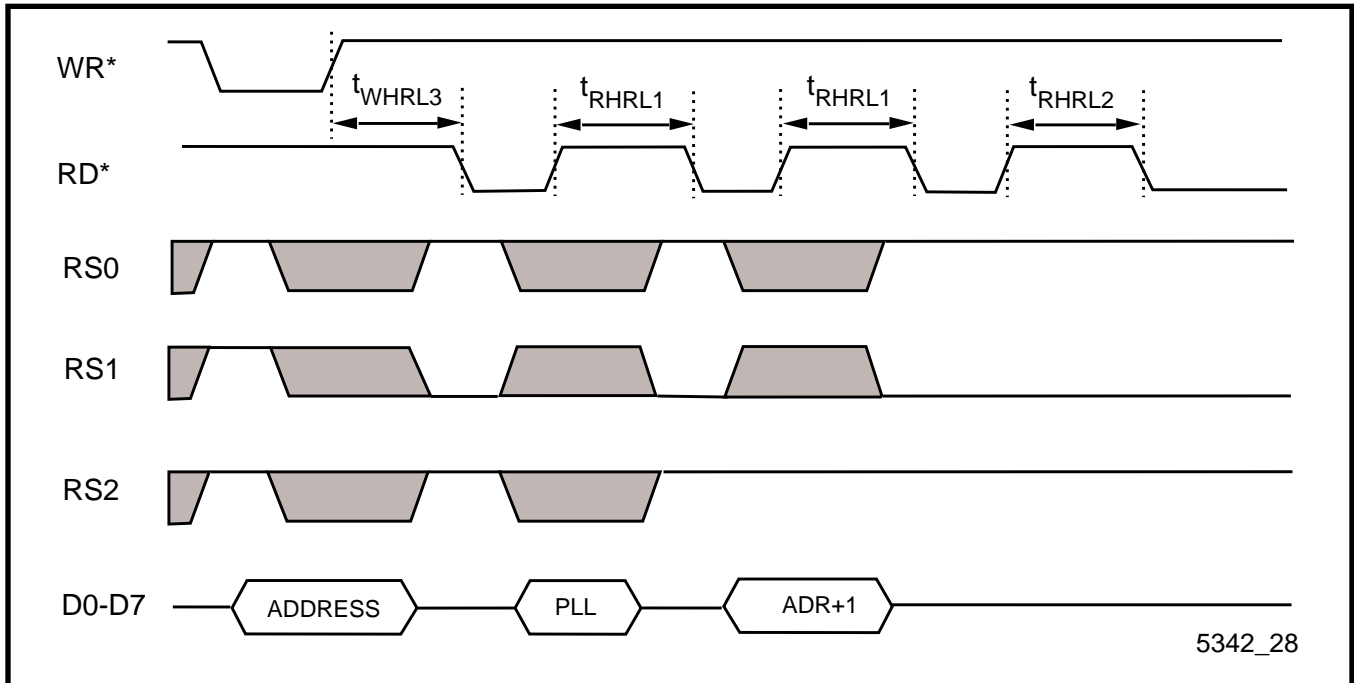 WR*
tWHRL3
tRHRL1
tRHRL1
tRHRL2
RD*
RS0
RS1
RS2
D0-D7
ADDRESS
PLL
ADR+1
5342_28